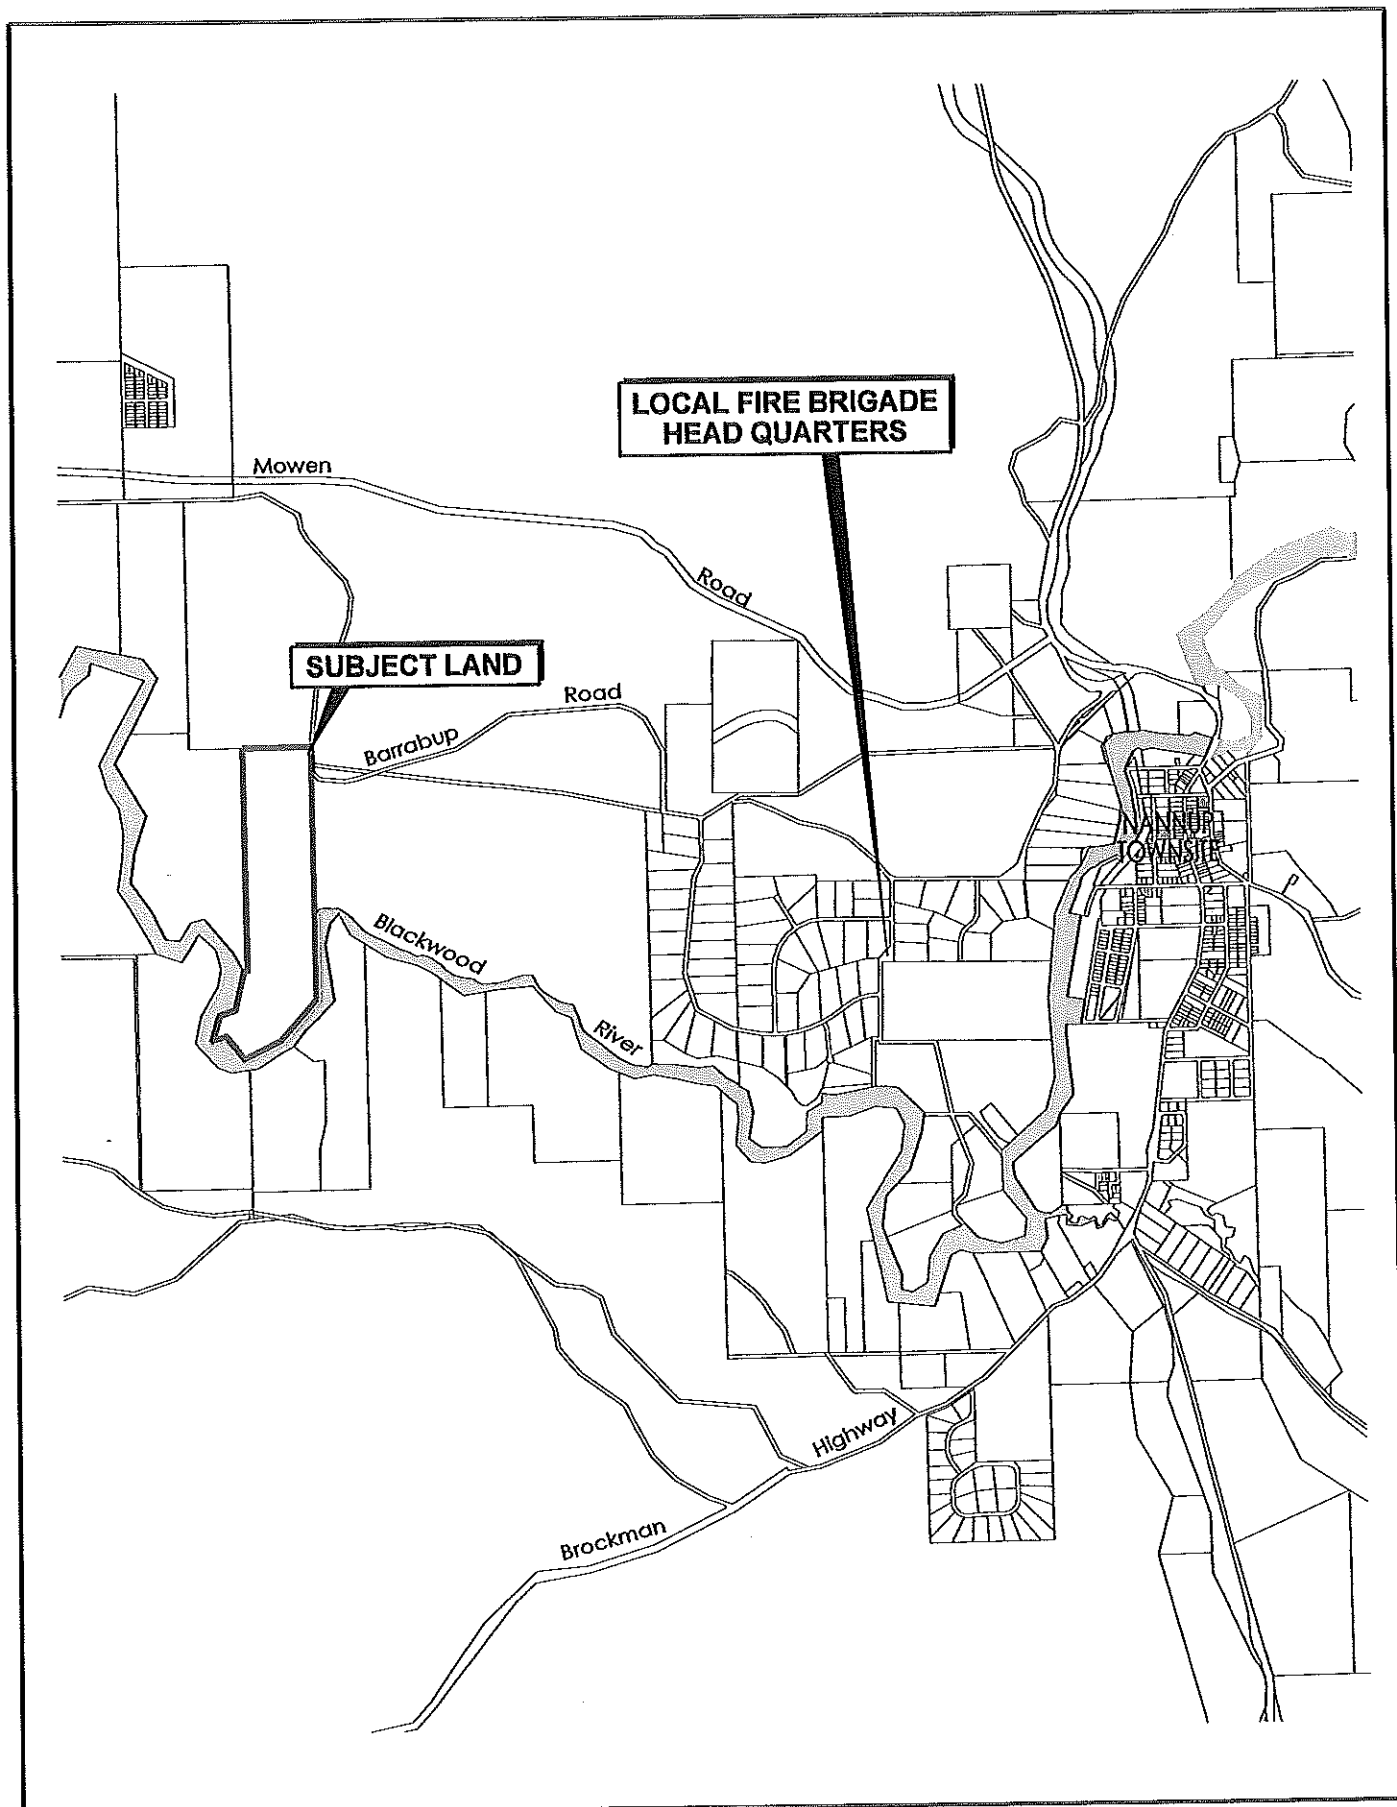 LOCAL FIRE BRIGADE
HEAD QUARTERS
Mowen
Road
SUBJECT LAND
Road
Barrabup
NANNUP
TOWNSITE
Blackwood
River
Highway
Brockman